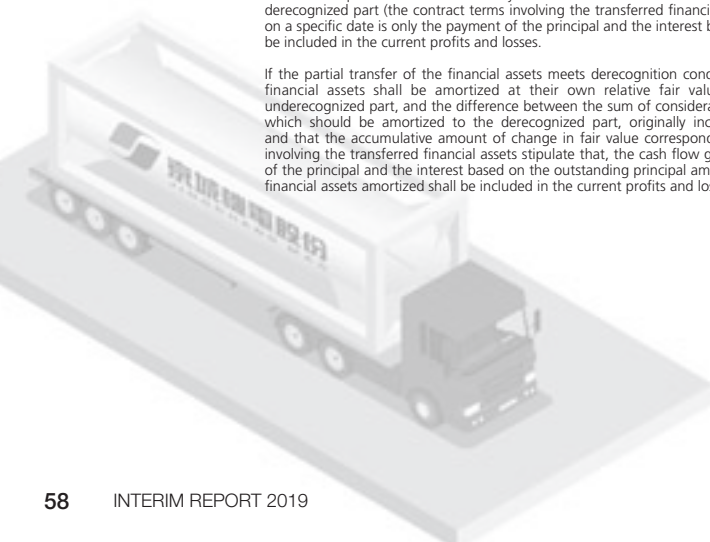 derecognized part (the contract terms involving the transferred financi
on a specific date is only the payment of the principal and the interest b
be included in the current profits and losses.
If the partial transfer of the financial assets meets derecognition cond
financial assets shall be amortized at their own relative fair valu
underecognized part, and the difference between the sum of considera
which should be amortized to the derecognized part, originally inc
and that the accumulative amount of change in fair value correspond
involving the transferred financial assets stipulate that, the cash flow g
of the principal and the interest based on the outstanding principal am
financial assets amortized shall be included in the current profits and lo
股份
58 INTERIM REPORT 2019